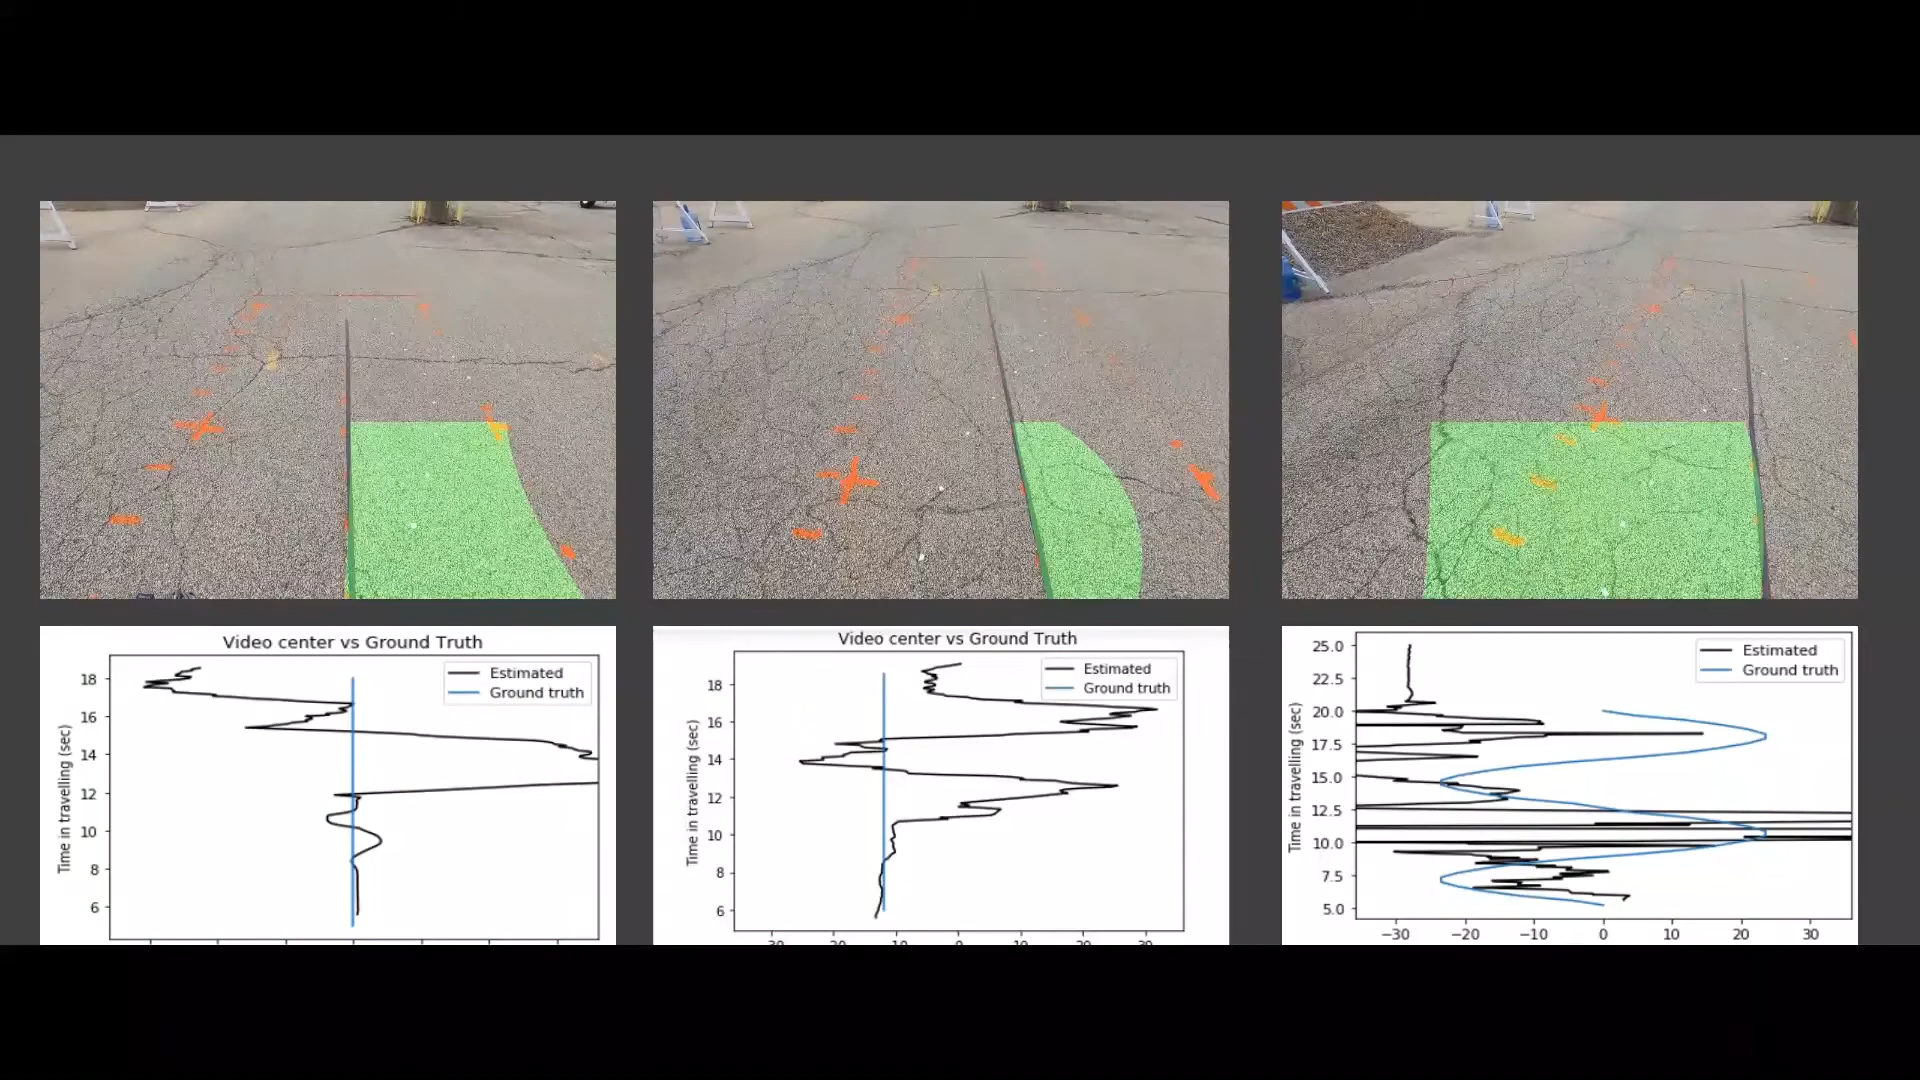 Video center vs Ground Truth
Estimated
Ground truth
Time in travelling (sec)
18
16
14
12
10
8
6
Video center vs Ground Truth
Estimated
Ground truth
Time in travelling (sec)
18
16
14
12
10
8
6
Estimated
Ground truth
Time in travelling (sec)
25.0
22.5
20.0
17.5
15.0
12.5
10.0
7.5
5.0
−30 −20 −10 0 10 20 30